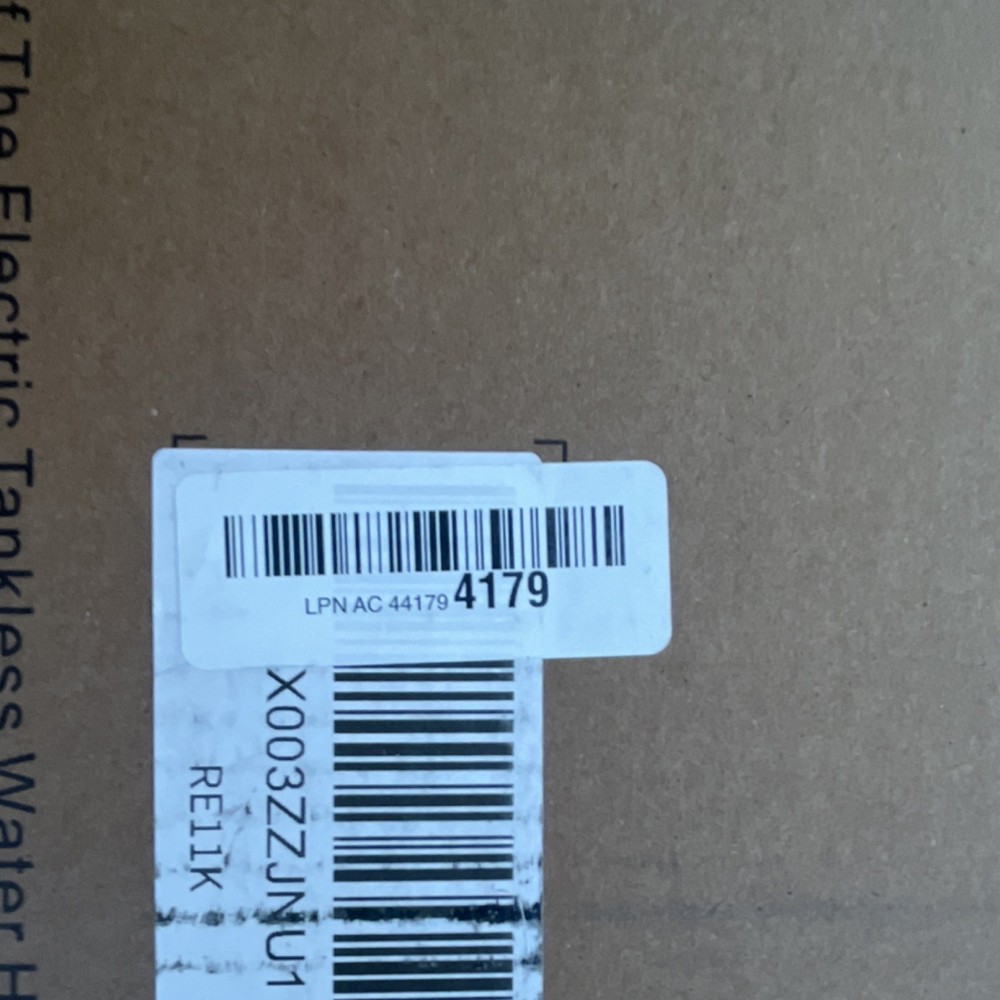 f The Electric Tankless Water H
LPN AC 44179 4179
X003ZZJNU1
RE11K